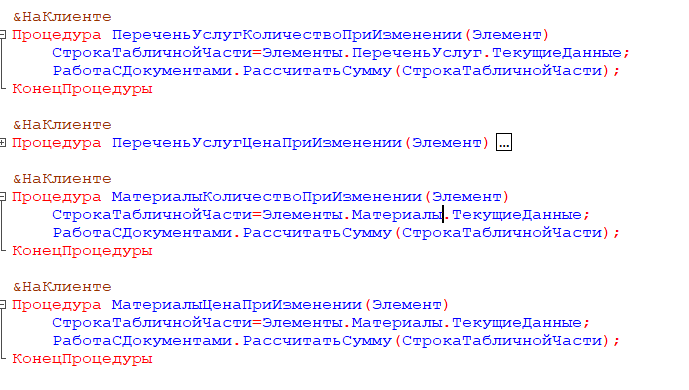 &НаКлиенте
Процедура ПереченьУслугКоличествоПриИзменении(Элемент)
СтрокаТабличнойЧасти=Элементы.ПереченьУслуг.ТекущиеДанные;
РаботаСДокументами.РассчитатьСумму(СтрокаТабличнойЧасти);
КонецПроцедуры
&НаКлиенте
Процедура ПереченьУслугЦенаПриИзменении(Элемент) ...
&НаКлиенте
Процедура МатериалыКоличествоПриИзменении(Элемент)
СтрокаТабличнойЧасти=Элементы.Материалы.ТекущиеДанные;
РаботаСДокументами.РассчитатьСумму(СтрокаТабличнойЧасти);
КонецПроцедуры
&НаКлиенте
Процедура МатериалыЦенаПриИзменении(Элемент)
СтрокаТабличнойЧасти=Элементы.Материалы.ТекущиеДанные;
РаботаСДокументами.РассчитатьСумму(СтрокаТабличнойЧасти);
КонецПроцедуры